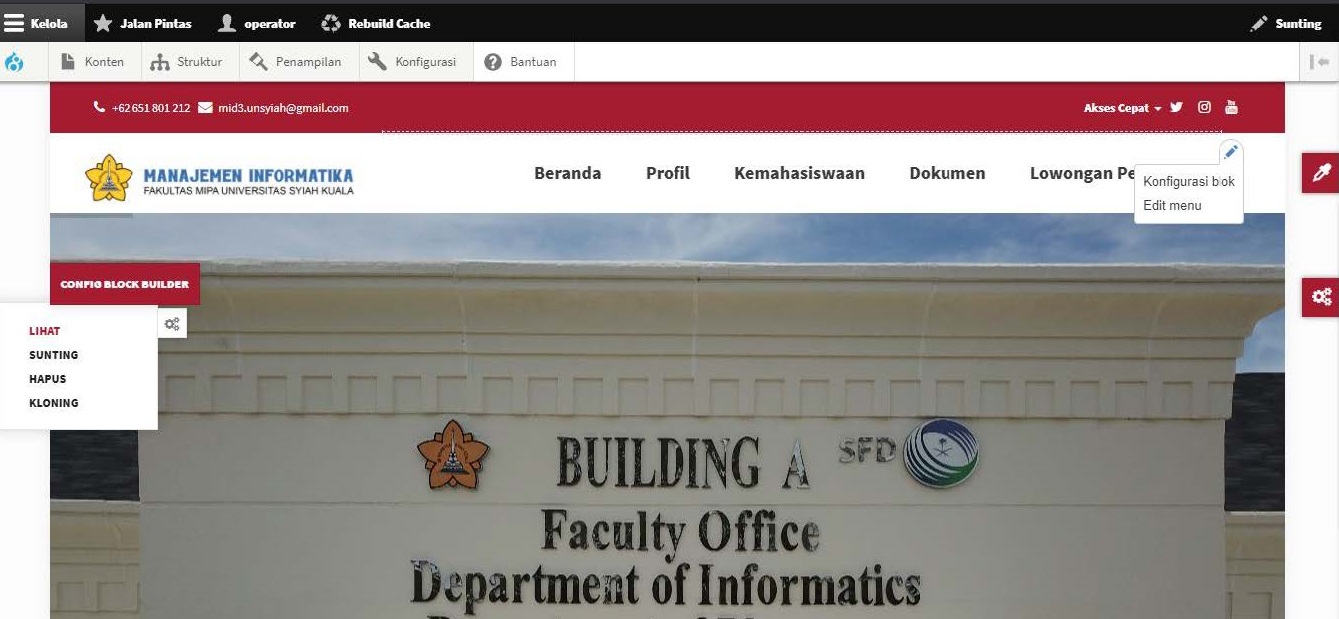 Kelola Jalan Pintas operator Rebuild Cache Sunting
Konten Struktur Penampilan Konfigurasi Bantuan
+62 651 801 212 mid3.unsyiah@gmail.com Akses Cepat
MANAJEMEN INFORMATIKA
FAKULTAS MIPA UNIVERSITAS SYIAH KUALA
Beranda Profil Kemahasiswaan Dokumen Lowongan Pe
Konfigurasi blok
Edit menu
CONFIG BLOCK BUILDER
LIHAT
SUNTING
HAPUS
KLONING
BUILDING A SFD
Faculty Office
Department of Informatics